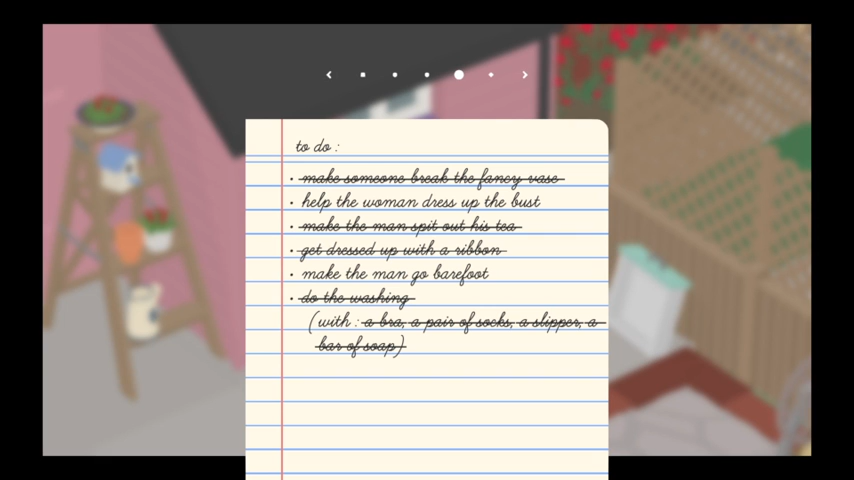 to do :
• make someone break the fancy vase
• help the woman dress up the bust
• make the man spit out his tea
• get dressed up with a ribbon
• make the man go barefoot
• do the washing
(with : a bra, a pair of socks, a slipper, a
bar of soap)